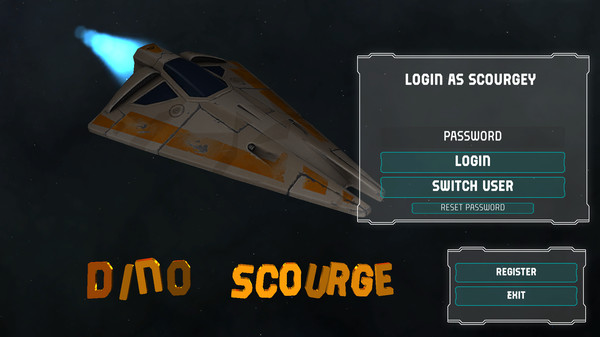 LOGIN AS SCOURGEY
PASSWORD
LOGIN
SWITCH USER
RESET PASSWORD
DINO SCOURGE
REGISTER
EXIT